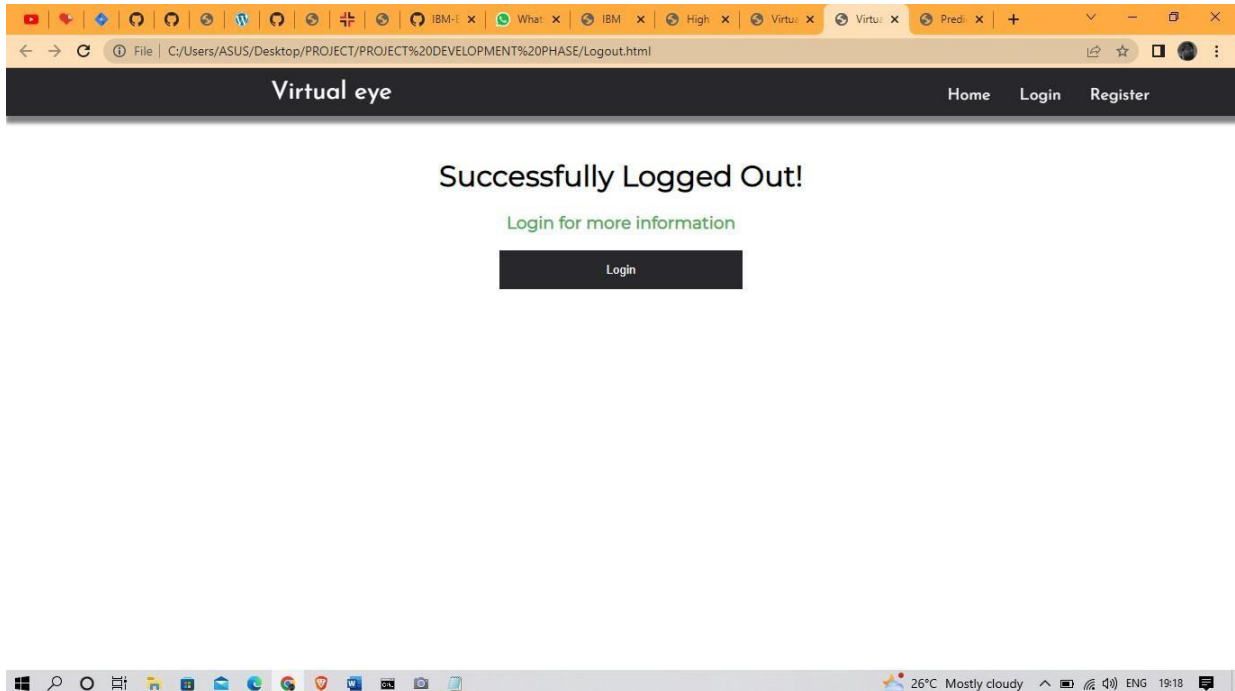 IBM-E What IBM High Virtu Virtu Predi
File C:/Users/ASUS/Desktop/PROJECT/PROJECT%20DEVELOPMENT%20PHASE/Logout.html
Virtual eye Home Login Register
Successfully Logged Out!
Login for more information
Login
26°C Mostly cloudy ENG 19:18